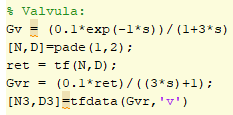 % Valvula:
Gv = (0.1*exp(-1*s))/(1+3*s)
[N,D]=pade(1,2);
ret = tf(N,D);
Gvr = (0.1*ret)/((3*s)+1);
[N3,D3]=tfdata(Gvr,'v')